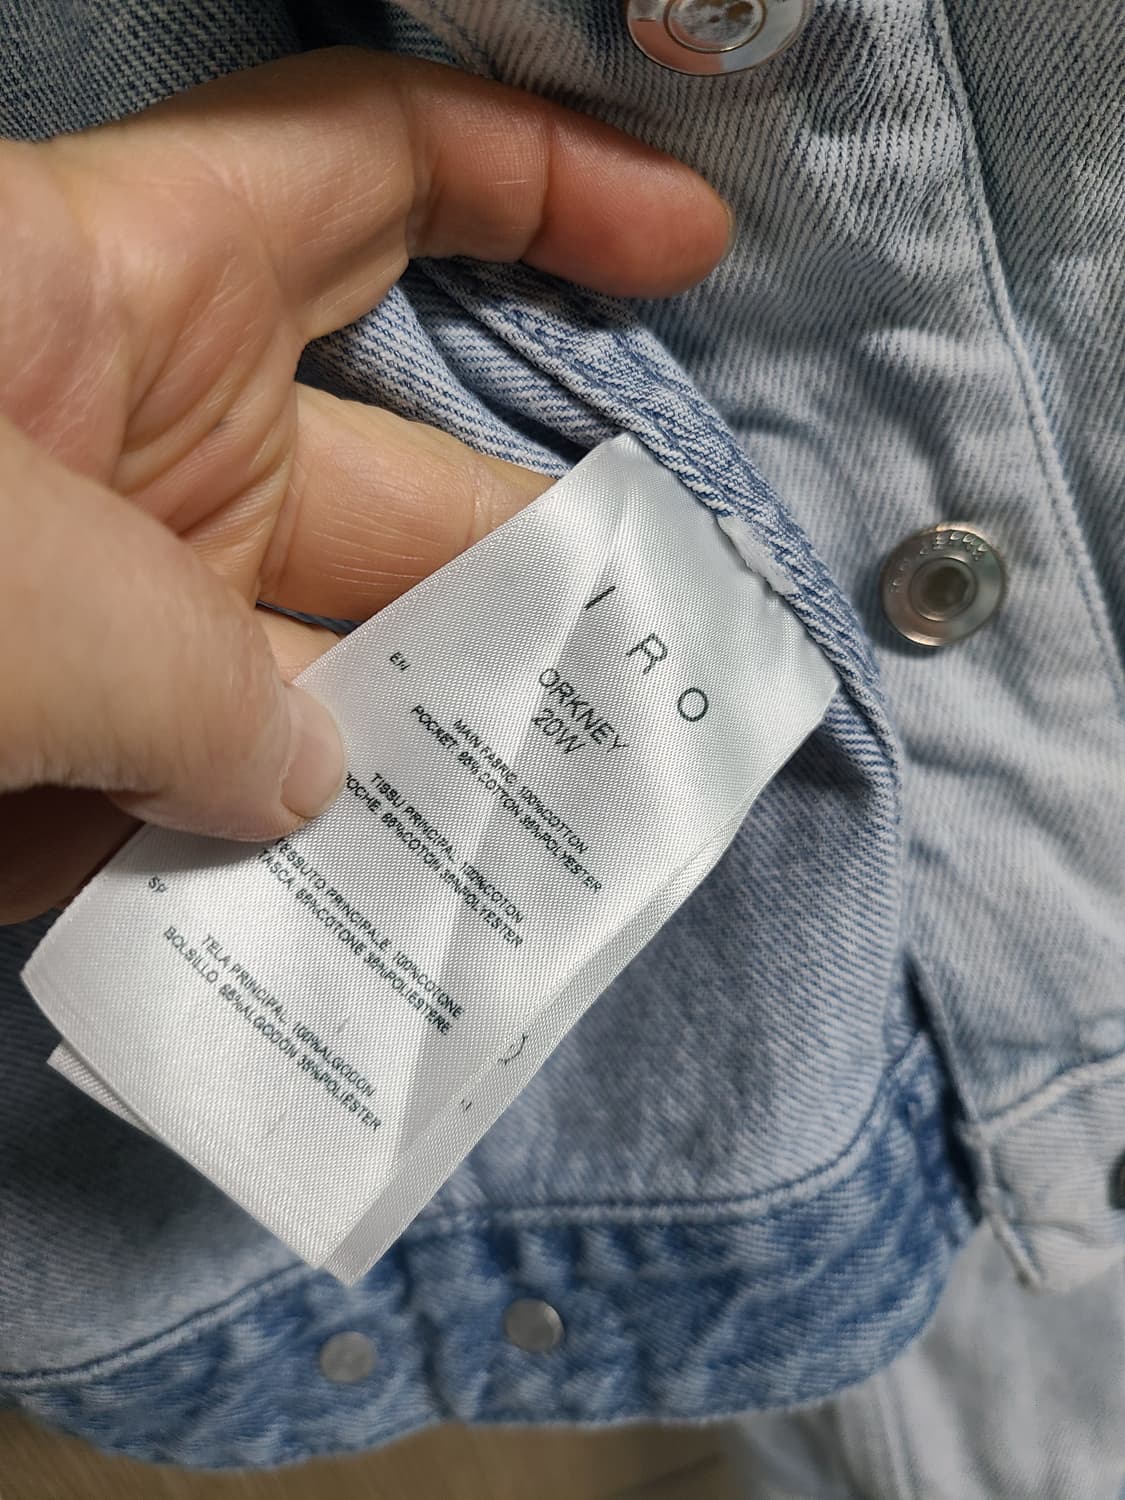 IRO
ORKNEY
20W
EN
MAIN FABRIC, 100%COTTON
POCKET 65%COTTON 35%POLYESTER
TISSU PRINCIPAL, 100%COTON
POCHE 65%COTON 35%POLYESTER
TESSUTO PRINCIPALE, 100%COTONE
TASCA 65%COTONE 35%POLIESTERE
SP
TELA PRINCIPAL, 100%ALGODON
BOLSILLO 65%ALGODON 35%POLIESTER